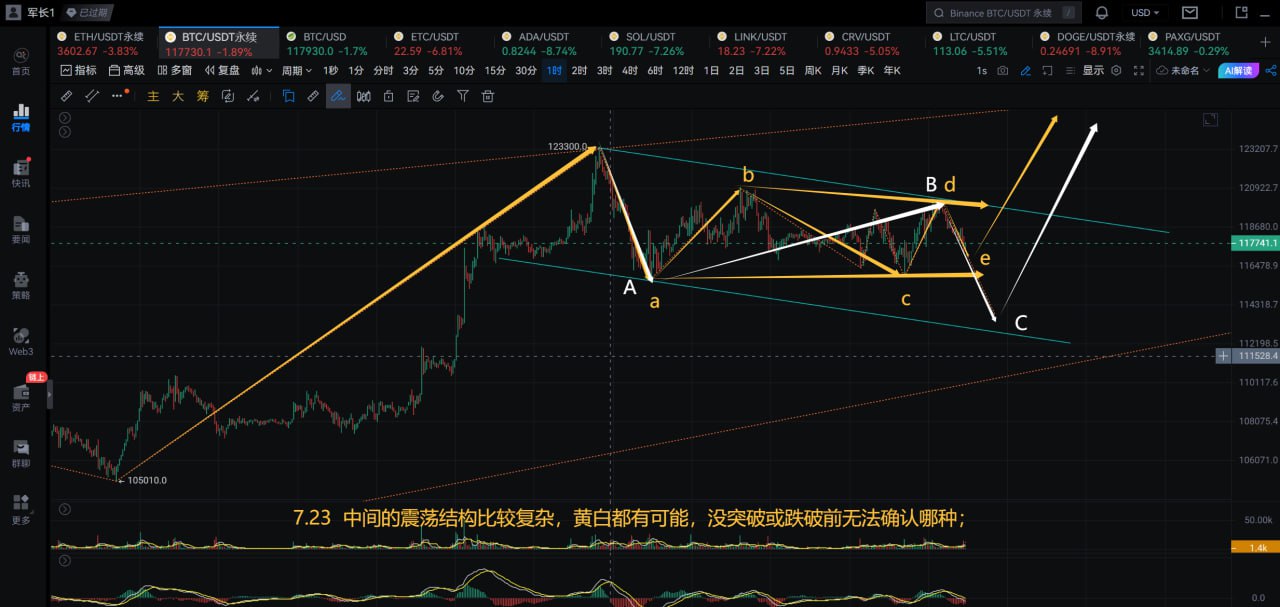 军长1 已过期
Binance BTC/USDT 永续 /
USD
ETH/USDT永续
3602.67 -3.83%
BTC/USDT永续
117730.1 -1.89%
BTC/USD
117930.0 -1.7%
ETC/USDT
22.59 -6.81%
ADA/USDT
0.8244 -8.74%
SOL/USDT
190.77 -7.26%
LINK/USDT
18.23 -7.22%
CRV/USDT
0.9433 -5.05%
LTC/USDT
113.06 -5.51%
DOGE/USDT永续
0.24691 -8.91%
PAXG/USDT
3414.89 -0.29%
指标 高级 多窗 复盘 周期 1秒 1分 分时 3分 5分 10分 15分 30分 1时 2时 3时 4时 6时 12时 1日 2日 3日 5日 周K 月K 季K 年K 1s 显示 未命名 AI解读
主 大 筹
首页
行情
快讯
要闻
策略
Web3
链上
资产
群聊
更多
123300.0
105010.0
A
a
b
c
B d
e
C
123207.7
120922.7
118680.0
117741.1
116478.9
114318.7
112198.5
111528.4
110117.6
108075.4
106071.0
7.23 中间的震荡结构比较复杂，黄白都有可能，没突破或跌破前无法确认哪种；
50.00k
1.4k
0.0